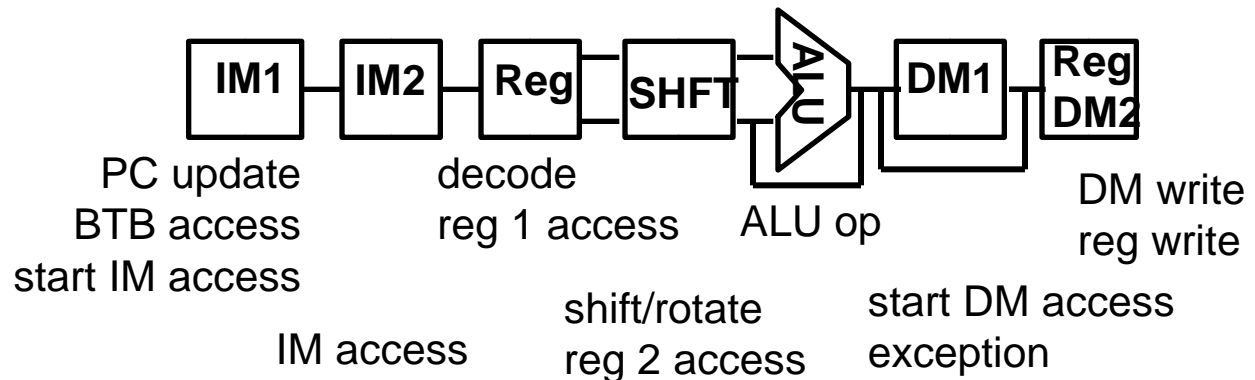 IM1
IM2
Reg
SHFT
ALU
DM1
Reg
DM2
PC update
BTB access
start IM access
IM access
decode
reg 1 access
shift/rotate
reg 2 access
ALU op
start DM access
exception
DM write
reg write